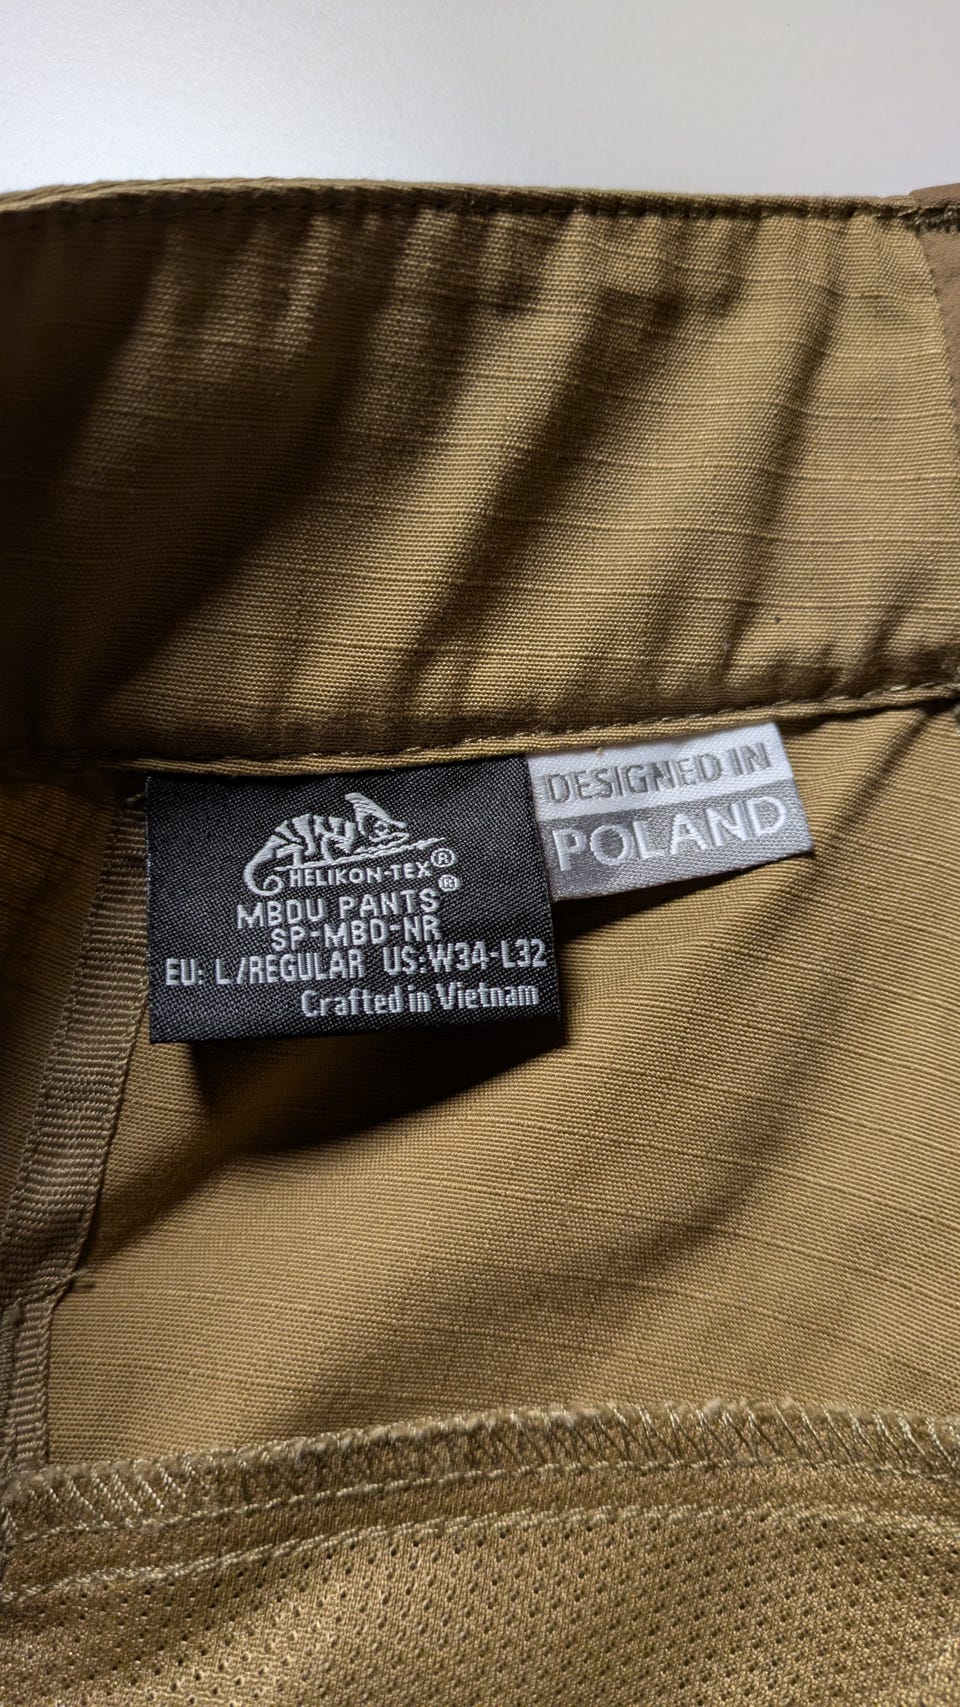 HELIKON-TEX®
MBDU PANTS®
SP-MBD-NR
EU: L/REGULAR US:W34-L32
Crafted in Vietnam
DESIGNED IN
POLAND